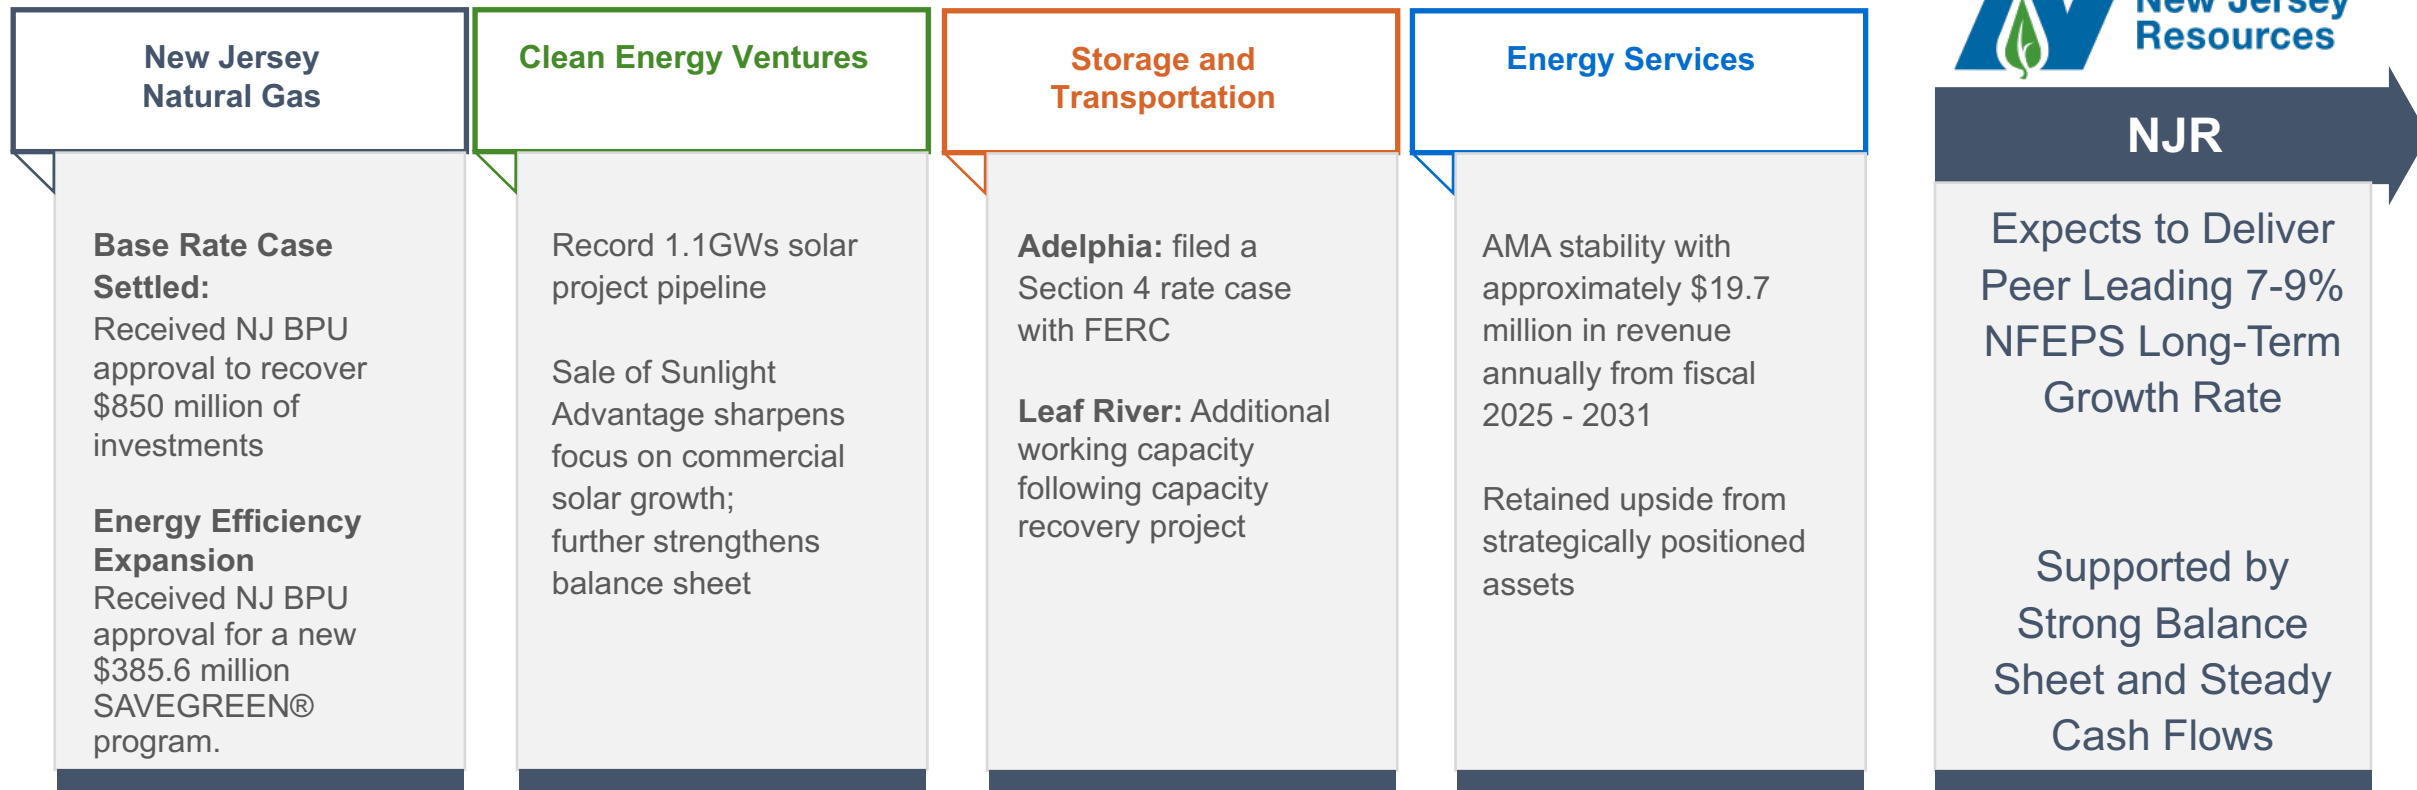 New Jersey
Natural Gas
Base Rate Case
Settled:
Received NJ BPU
approval to recover
$850 million of
investments
Energy Efficiency
Expansion
Received NJ BPU
approval for a new
$385.6 million
SAVEGREEN®
program.
Clean Energy Ventures
Record 1.1GWs solar
project pipeline
Sale of Sunlight
Advantage sharpens
focus on commercial
solar growth;
further strengthens
balance sheet
Storage and
Transportation
Adelphia: filed a
Section 4 rate case
with FERC
Leaf River: Additional
working capacity
following capacity
recovery project
Energy Services
AMA stability with
approximately $19.7
million in revenue
annually from fiscal
2025 - 2031
Retained upside from
strategically positioned
assets
New Jersey
Resources
NJR
Expects to Deliver
Peer Leading 7-9%
NFEPS Long-Term
Growth Rate
Supported by
Strong Balance
Sheet and Steady
Cash Flows